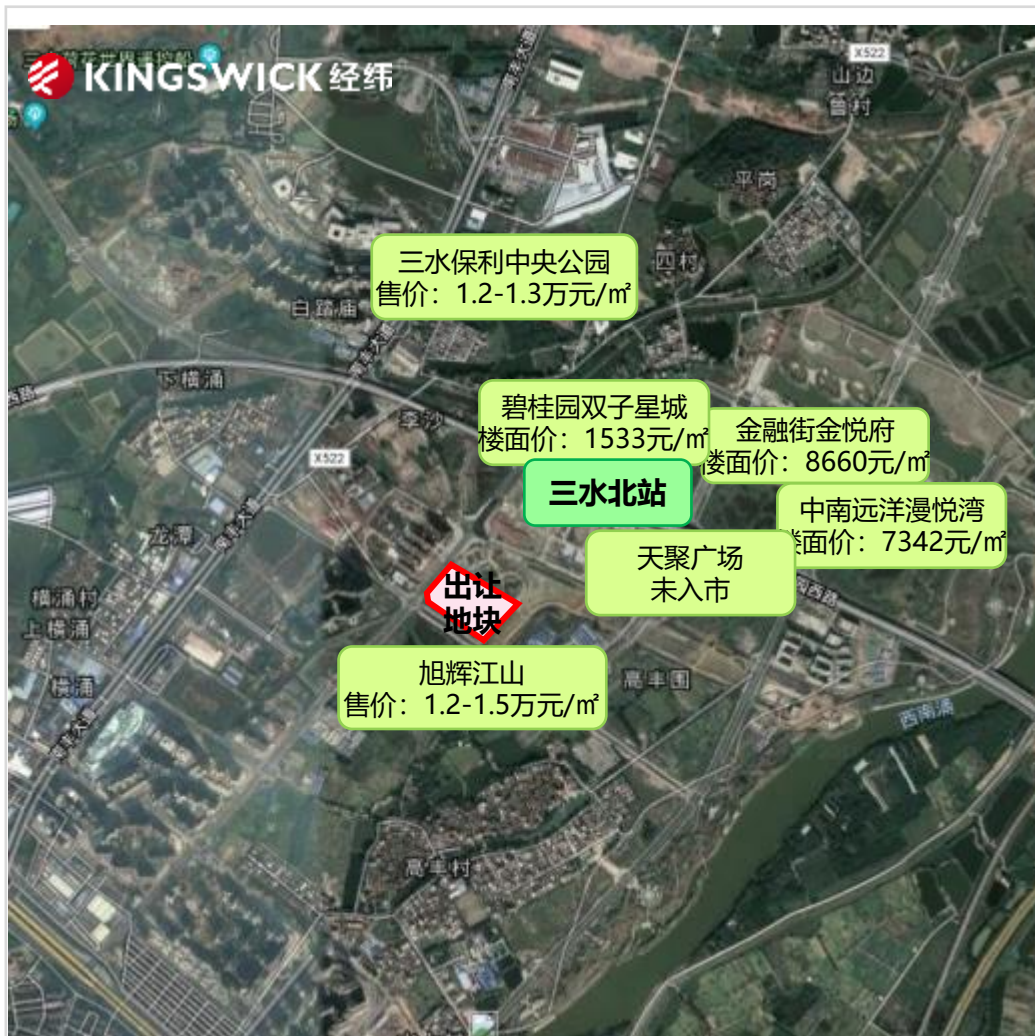 KINGSWICK 经纬
X522
山边
鲁村
平岗
三水保利中央公园
售价：1.2-1.3万元/㎡
四村
下横涌
李沙
碧桂园双子星城
楼面价：1533元/㎡
金融街金悦府
楼面价：8660元/㎡
X522
三水北站
中南远洋漫悦湾
楼面价：7342元/㎡
龙潭
天聚广场
未入市
园西路
出让
地块
横涌村
上横涌
旭辉江山
售价：1.2-1.5万元/㎡
高丰围
横涌
西南涌
高丰村